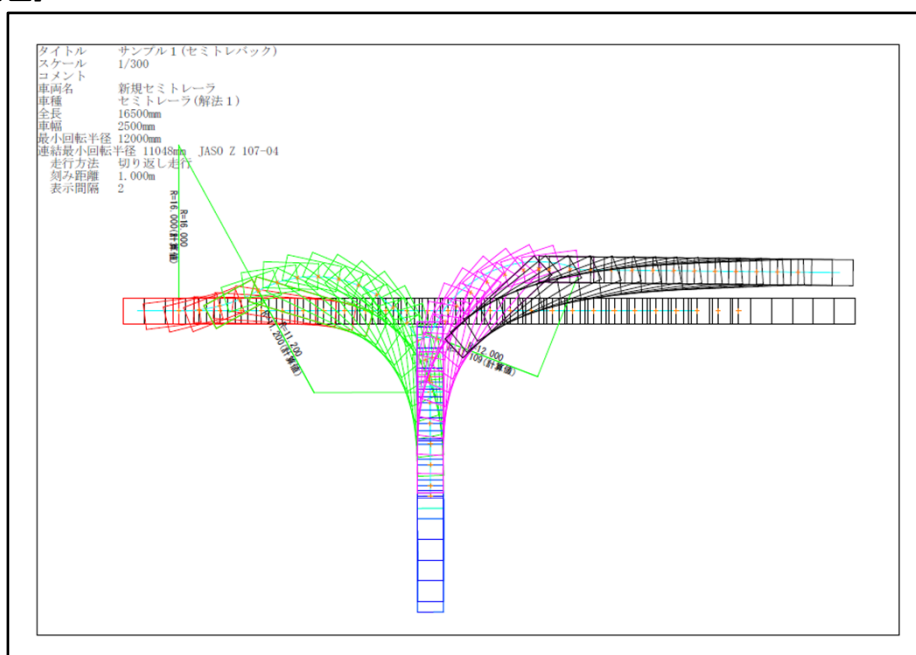 タイトル サンプル1(セミトレバック)
スケール 1/300
コメント
車両名 新規セミトレーラ
車種 セミトレーラ(解法1)
全長 16500mm
車幅 2500mm
最小回転半径 12000mm
連結最小回転半径 11048mm JASO Z 107-04
走行方法 切り返し走行
刻み距離 1.000m
表示間隔 2
R=16.000
R=16.000(計算値)
R=11.200
R=11.200(計算値)
12.000
109(計算値)